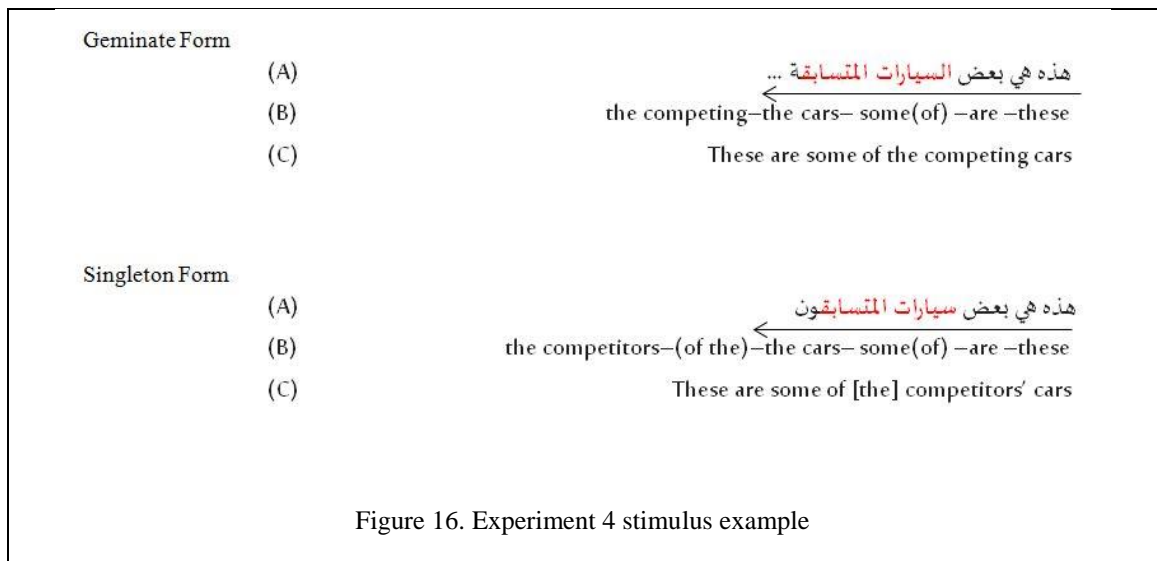 Geminate Form
(A) هذه هي بعض السيارات المتسابقة ...
(B) the competing–the cars– some(of) –are –these
(C) These are some of the competing cars
Singleton Form
(A) هذه هي بعض سيارات المتسابقون
(B) the competitors–(of the)–the cars– some(of) –are –these
(C) These are some of [the] competitors' cars
Figure 16. Experiment 4 stimulus example